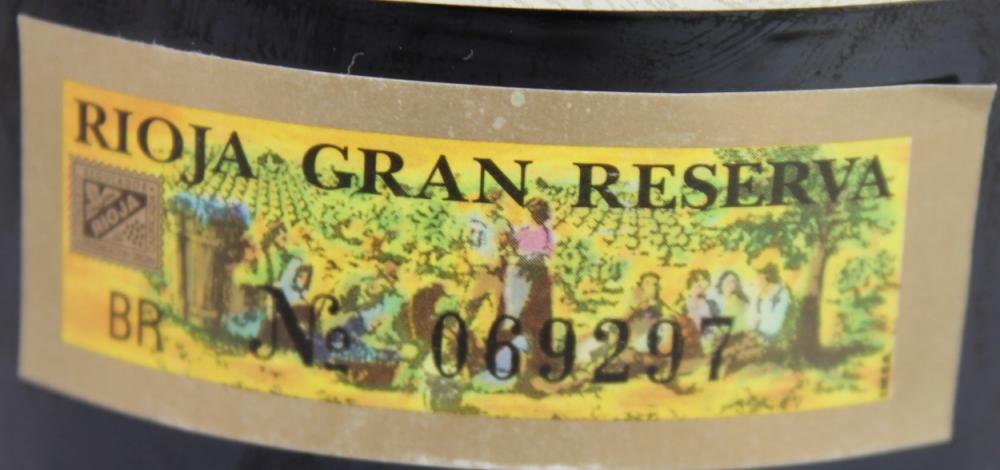 RIOJA GRAN RESERVA
RIOJA
BR Nº 069297